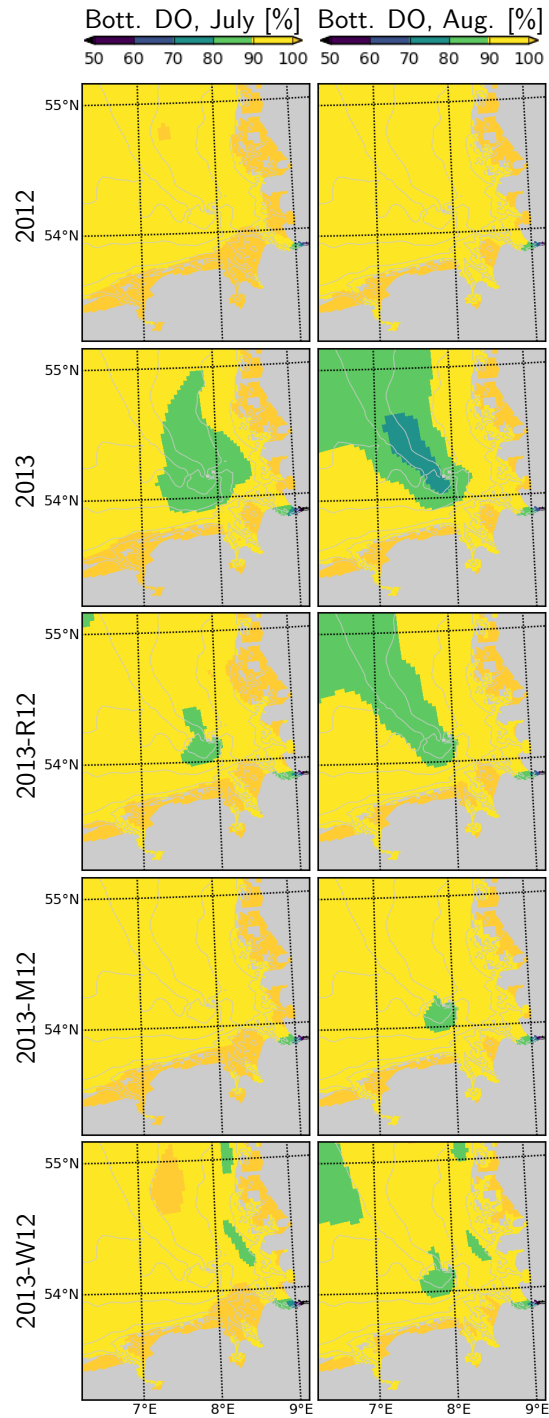 Bott. DO, July [%] Bott. DO, Aug. [%]
50 60 70 80 90 100 50 60 70 80 90 100
55°N
2012
54°N
55°N
2013
54°N
55°N
2013-R12
54°N
55°N
2013-M12
54°N
55°N
2013-W12
54°N
7°E 8°E 9°E 7°E 8°E 9°E